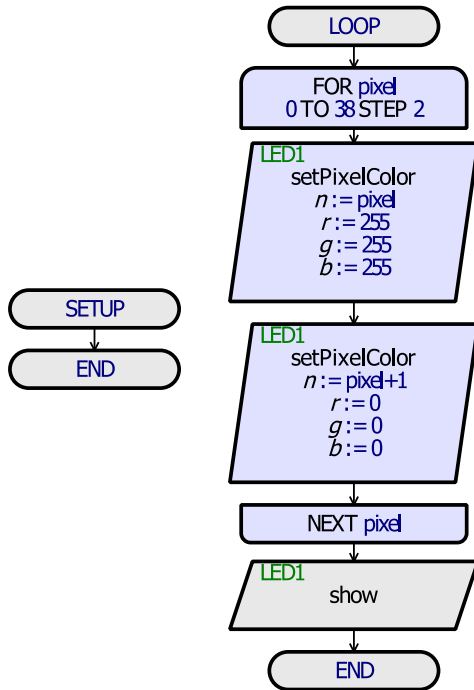 SETUP
END
LOOP
FOR pixel
0 TO 38 STEP 2
LED1
setPixelColor
n := pixel
r := 255
g := 255
b := 255
LED1
setPixelColor
n := pixel+1
r := 0
g := 0
b := 0
NEXT pixel
LED1
show
END